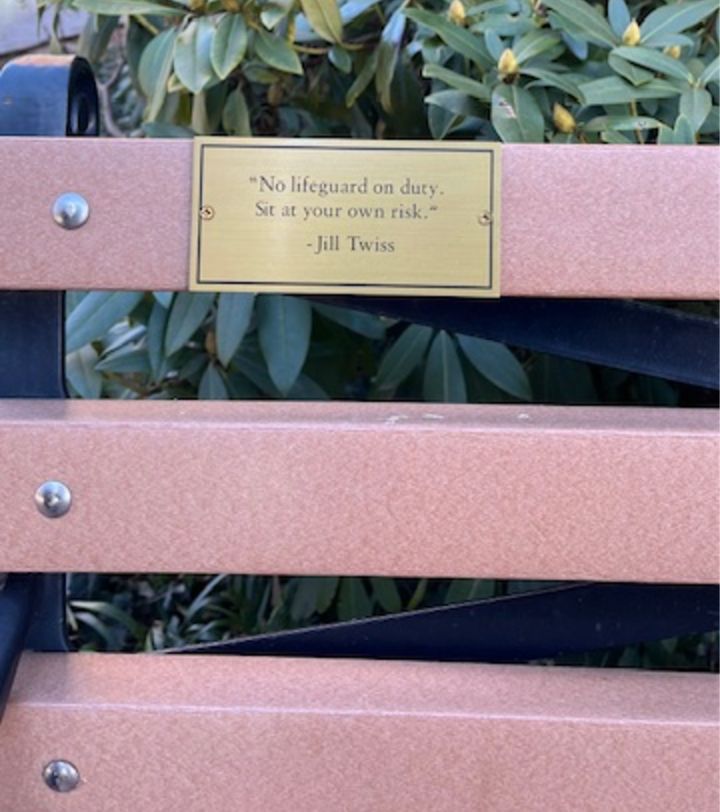 "No lifeguard on duty.
Sit at your own risk."
-Jill Twiss